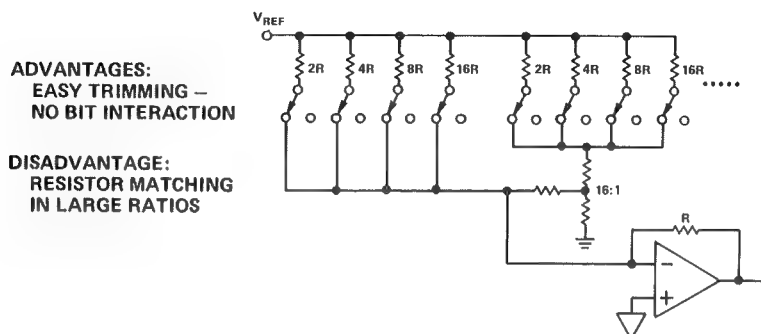 V_REF
2R 4R 8R 16R 2R 4R 8R 16R .....
ADVANTAGES:
EASY TRIMMING –
NO BIT INTERACTION
DISADVANTAGE:
RESISTOR MATCHING
IN LARGE RATIOS
16:1
R
–
+